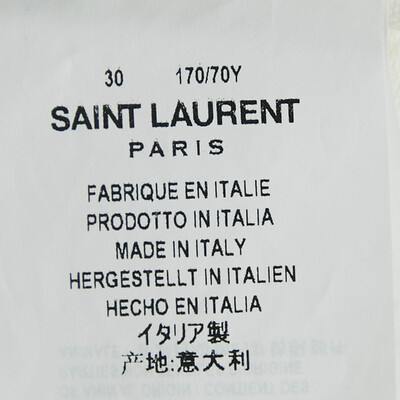 30 170/70Y
SAINT LAURENT
PARIS
FABRIQUE EN ITALIE
PRODOTTO IN ITALIA
MADE IN ITALY
HERGESTELLT IN ITALIEN
HECHO EN ITALIA
イタリア製
产地:意大利